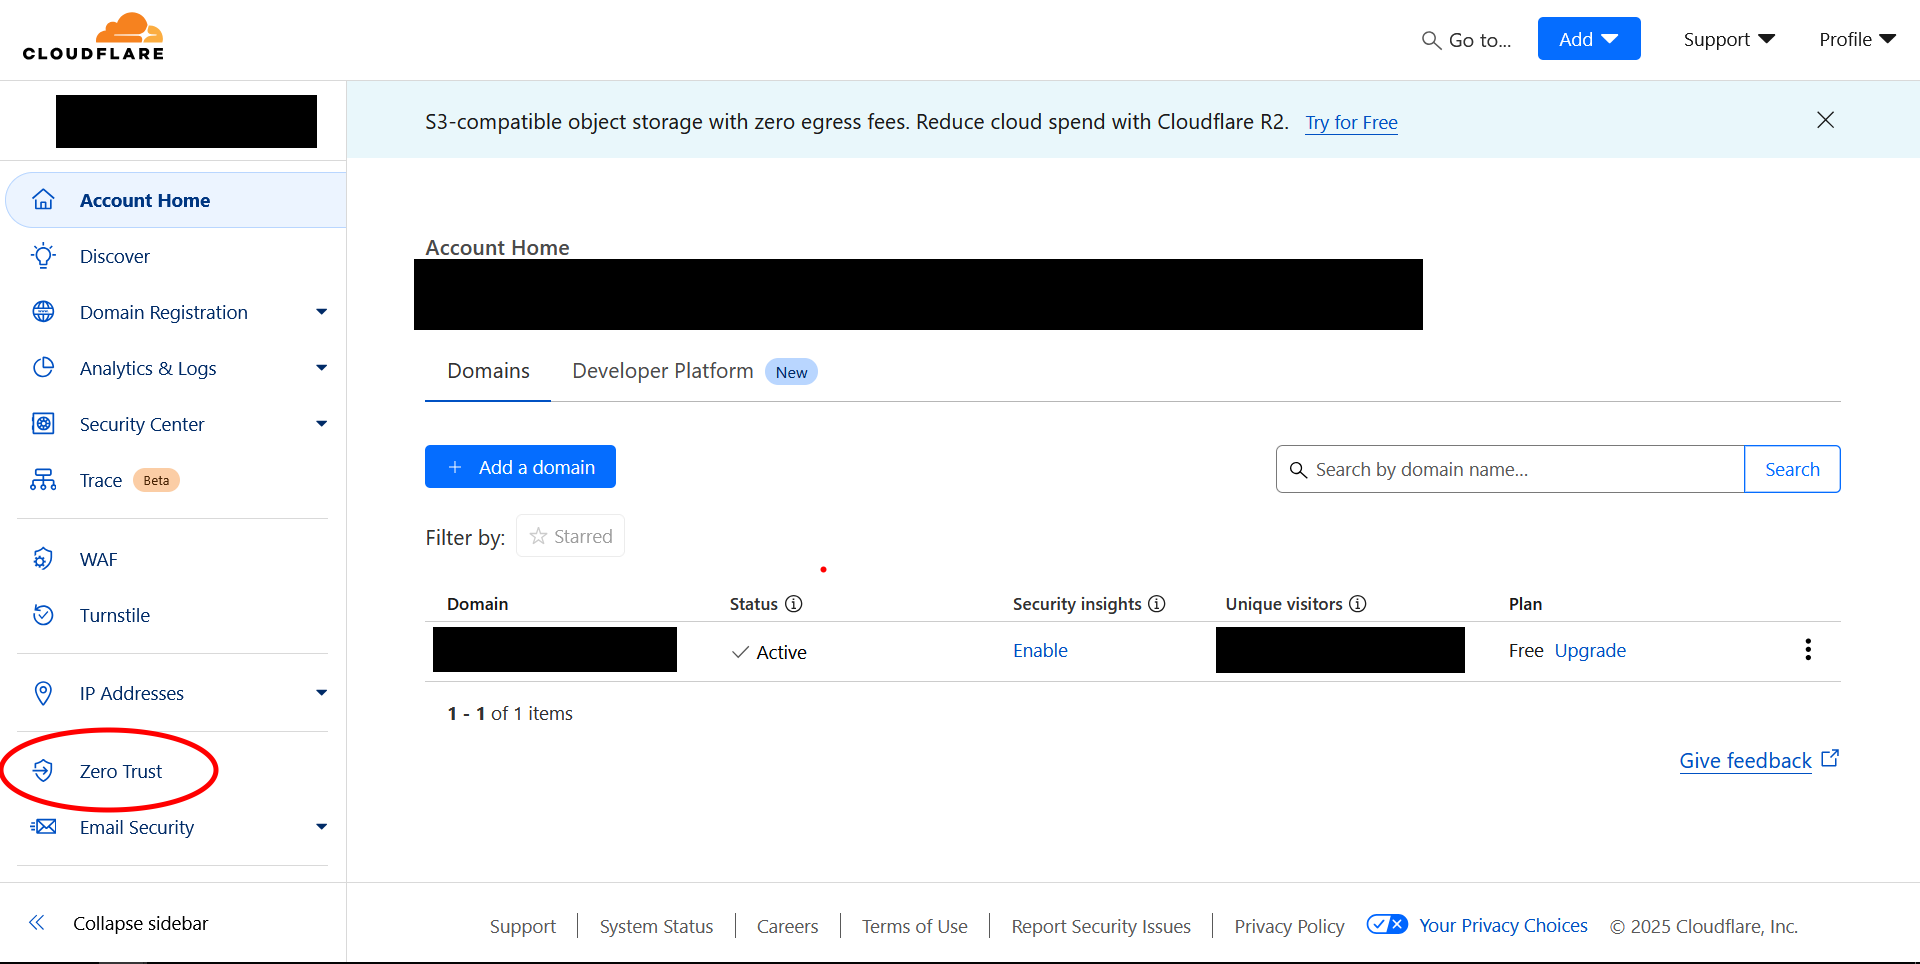 CLOUDFLARE
Go to...
Add
Support
Profile
S3-compatible object storage with zero egress fees. Reduce cloud spend with Cloudflare R2. Try for Free
Account Home
Discover
Domain Registration
Analytics & Logs
Security Center
Trace Beta
WAF
Turnstile
IP Addresses
Zero Trust
Email Security
Collapse sidebar
Account Home
Domains
Developer Platform New
+ Add a domain
Search by domain name...
Search
Filter by: Starred
Domain Status Security insights Unique visitors Plan
Active Enable Free Upgrade
1 - 1 of 1 items
Give feedback
Support System Status Careers Terms of Use Report Security Issues Privacy Policy Your Privacy Choices © 2025 Cloudflare, Inc.